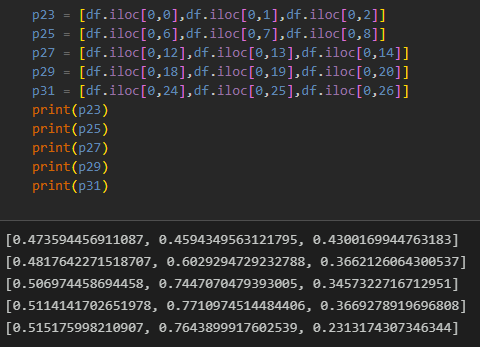 p23 = [df.iloc[0,0],df.iloc[0,1],df.iloc[0,2]]
p25 = [df.iloc[0,6],df.iloc[0,7],df.iloc[0,8]]
p27 = [df.iloc[0,12],df.iloc[0,13],df.iloc[0,14]]
p29 = [df.iloc[0,18],df.iloc[0,19],df.iloc[0,20]]
p31 = [df.iloc[0,24],df.iloc[0,25],df.iloc[0,26]]
print(p23)
print(p25)
print(p27)
print(p29)
print(p31)
[0.473594456911087, 0.4594349563121795, 0.4300169944763183]
[0.4817642271518707, 0.6029294729232788, 0.3662126064300537]
[0.506974458694458, 0.7447070479393005, 0.3457322716712951]
[0.5114141702651978, 0.7710974514484406, 0.3669278919696808]
[0.515175998210907, 0.7643899917602539, 0.2313174307346344]